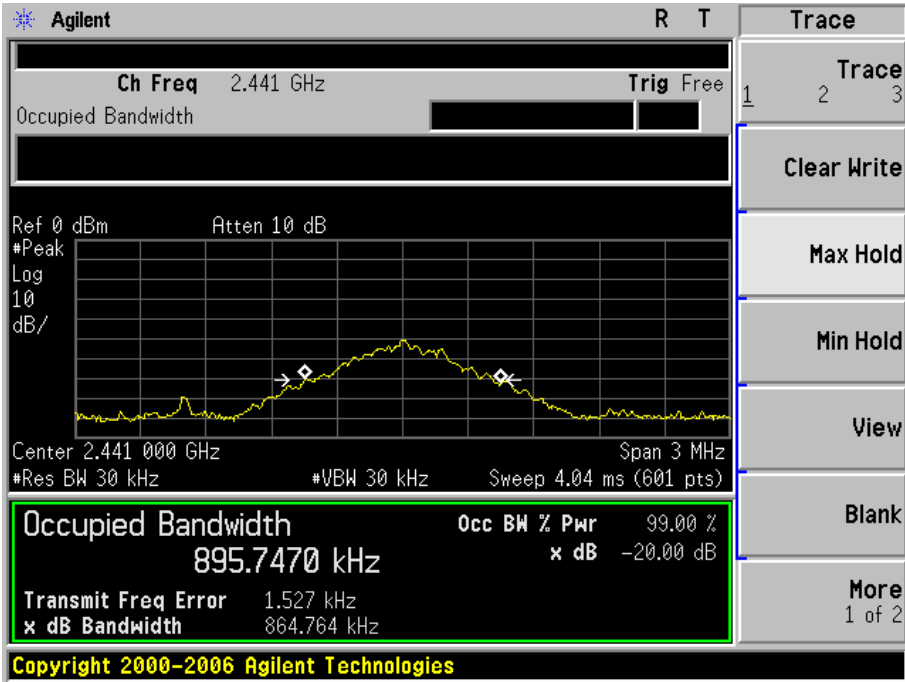 Agilent R T Trace
Ch Freq 2.441 GHz Trig Free
Occupied Bandwidth
Trace
1 2 3
Clear Write
Max Hold
Min Hold
View
Blank
More
1 of 2
Ref 0 dBm Atten 10 dB
#Peak
Log
10
dB/
Center 2.441 000 GHz Span 3 MHz
#Res BW 30 kHz #VBW 30 kHz Sweep 4.04 ms (601 pts)
Occupied Bandwidth Occ BW % Pwr 99.00 %
895.7470 kHz x dB -20.00 dB
Transmit Freq Error 1.527 kHz
x dB Bandwidth 864.764 kHz
Copyright 2000-2006 Agilent Technologies